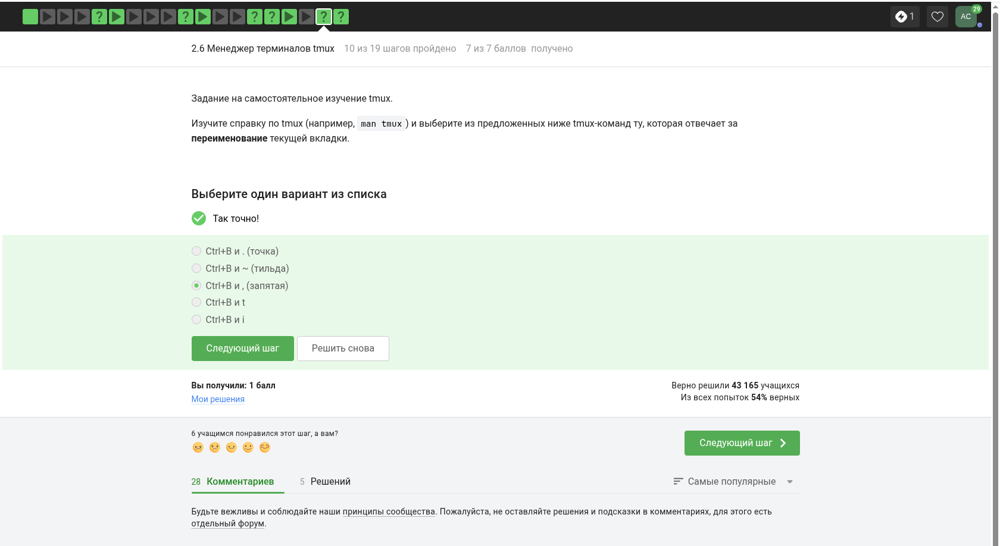 1
AC
29
2.6 Менеджер терминалов tmux 10 из 19 шагов пройдено 7 из 7 баллов получено
Задание на самостоятельное изучение tmux.
Изучите справку по tmux (например, man tmux ) и выберите из предложенных ниже tmux-команд ту, которая отвечает за
переименование текущей вкладки.
Выберите один вариант из списка
Так точно!
Ctrl+B и . (точка)
Ctrl+B и ~ (тильда)
Ctrl+B и , (запятая)
Ctrl+B и t
Ctrl+B и i
Следующий шаг Решить снова
Вы получили: 1 балл
Мои решения
Верно решили 43 165 учащихся
Из всех попыток 54% верных
6 учащимся понравился этот шаг, а вам?
Следующий шаг
28 Комментариев 5 Решений Самые популярные
Будьте вежливы и соблюдайте наши принципы сообщества. Пожалуйста, не оставляйте решения и подсказки в комментариях, для этого есть
отдельный форум.